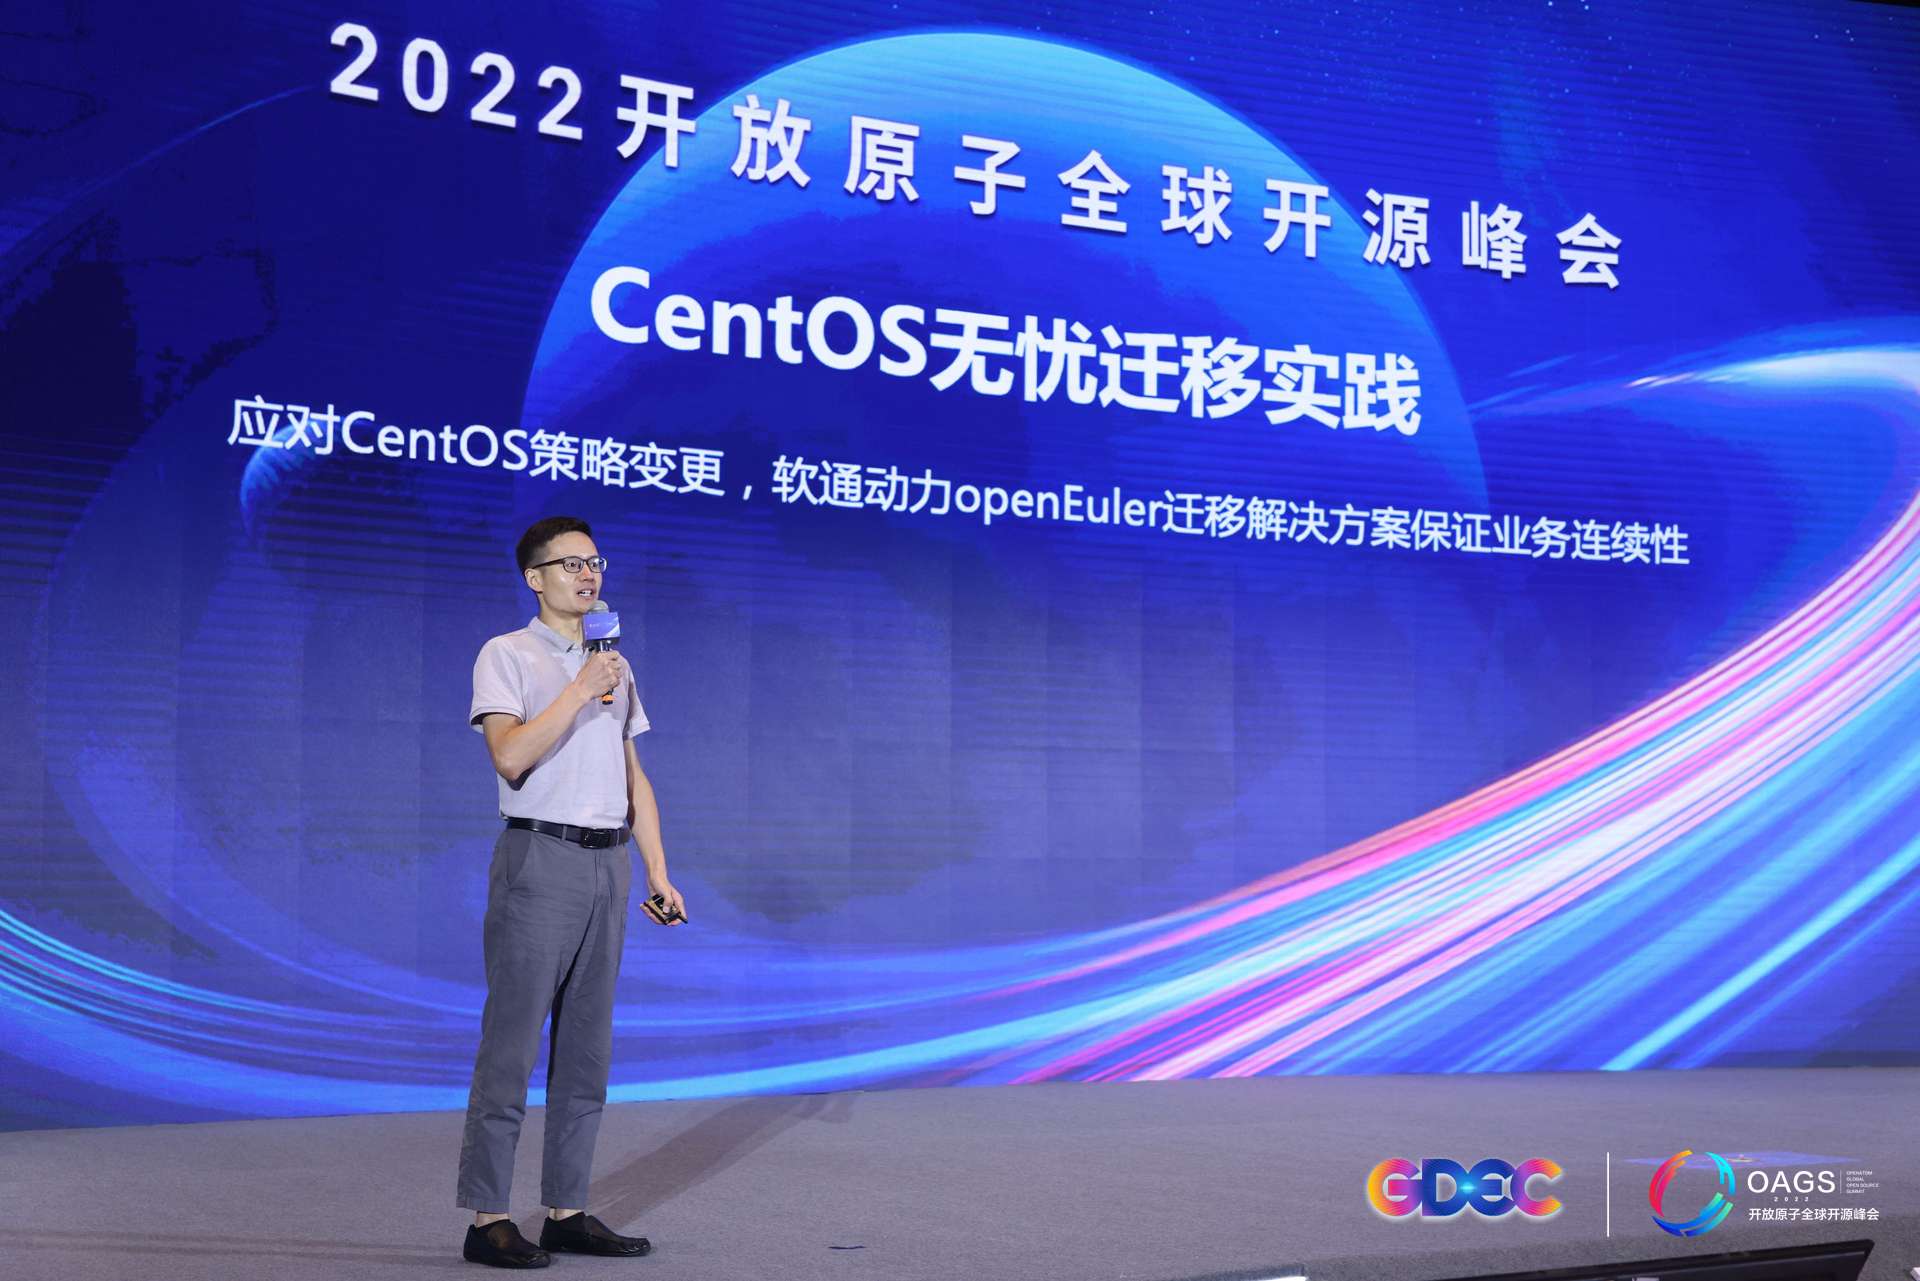 2022开放原子全球开源峰会
CentOS无忧迁移实践
应对CentOS策略变更，软通动力openEuler迁移解决方案保证业务连续性
GDEC
OAGS
2022
OPENATOM
GLOBAL
OPEN SOURCE
SUMMIT
开放原子全球开源峰会